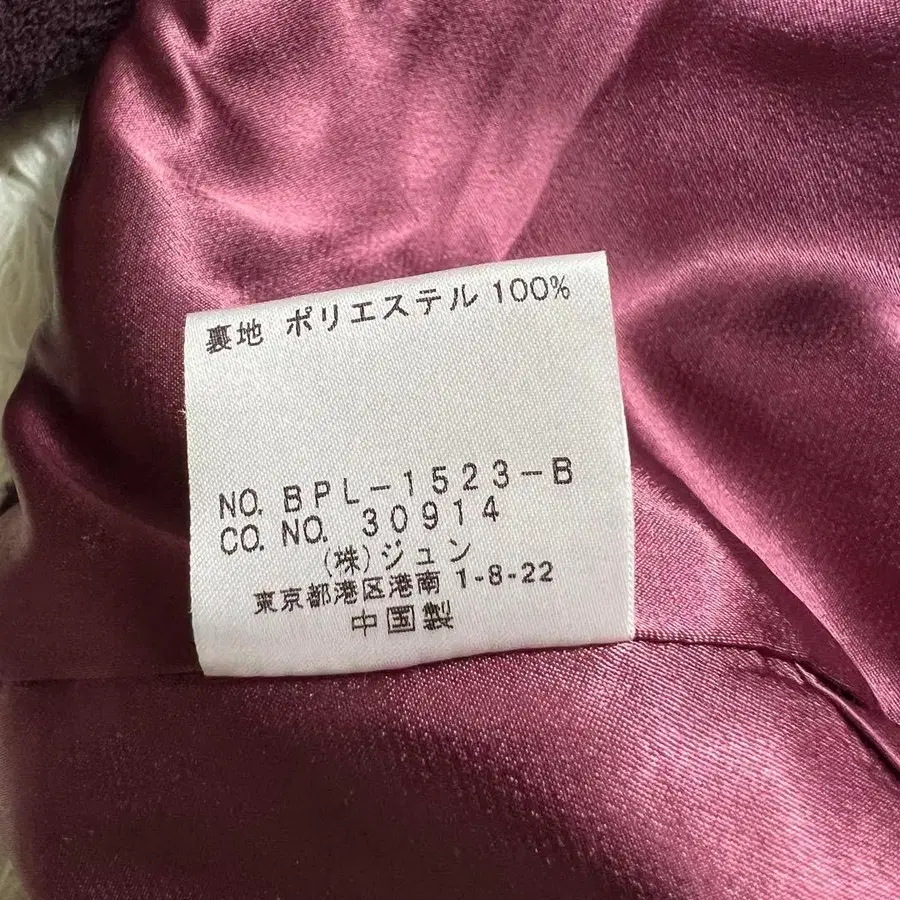 裏地 ポリエステル 100%
NO. BPL-1523-B
CO. NO. 30914
(株)ジュン
東京都港区港南 1-8-22
中国製